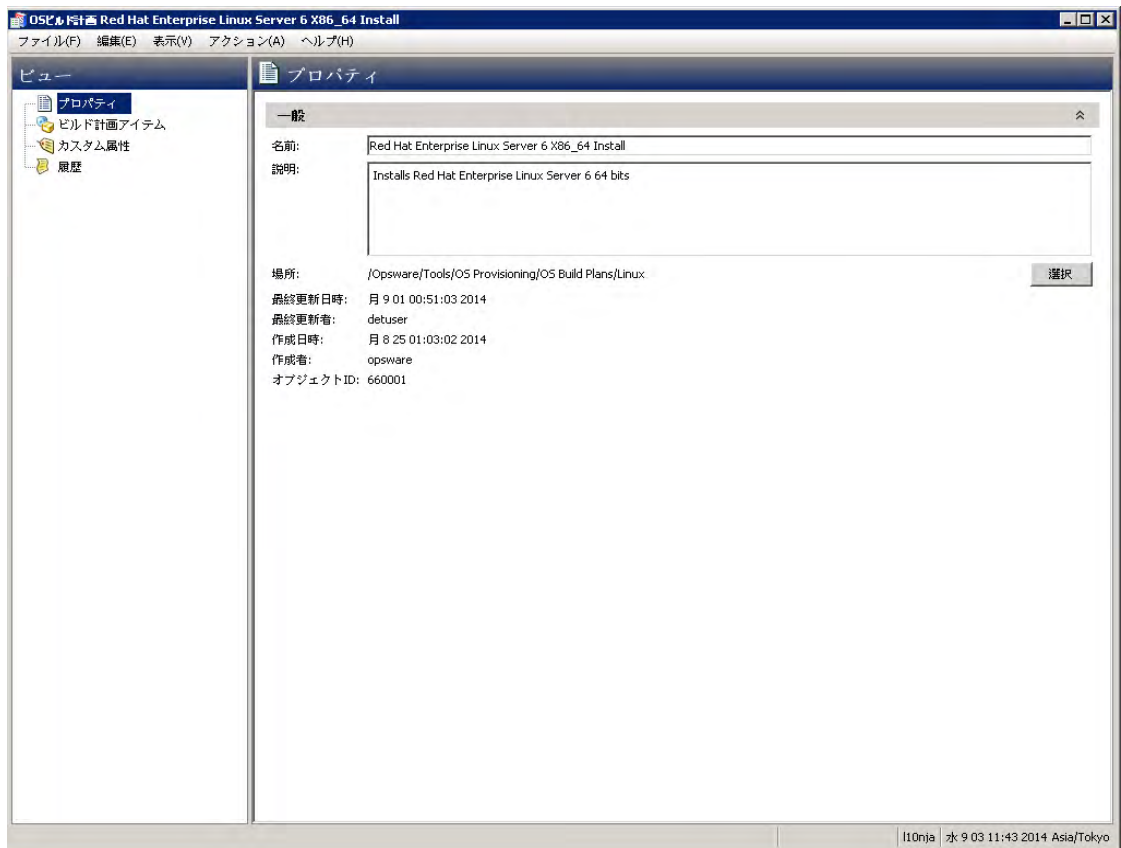 OSビルド計画 Red Hat Enterprise Linux Server 6 X86_64 Install
ファイル(F) 編集(E) 表示(V) アクション(A) ヘルプ(H)
ビュー
プロパティ
ビルド計画アイテム
カスタム属性
履歴
プロパティ
一般
名前: Red Hat Enterprise Linux Server 6 X86_64 Install
説明: Installs Red Hat Enterprise Linux Server 6 64 bits
場所: /Opsware/Tools/OS Provisioning/OS Build Plans/Linux 選択
最終更新日時: 月 9 01 00:51:03 2014
最終更新者: detuser
作成日時: 月 8 25 01:03:02 2014
作成者: opsware
オブジェクトID: 660001
l10nja 水 9 03 11:43 2014 Asia/Tokyo